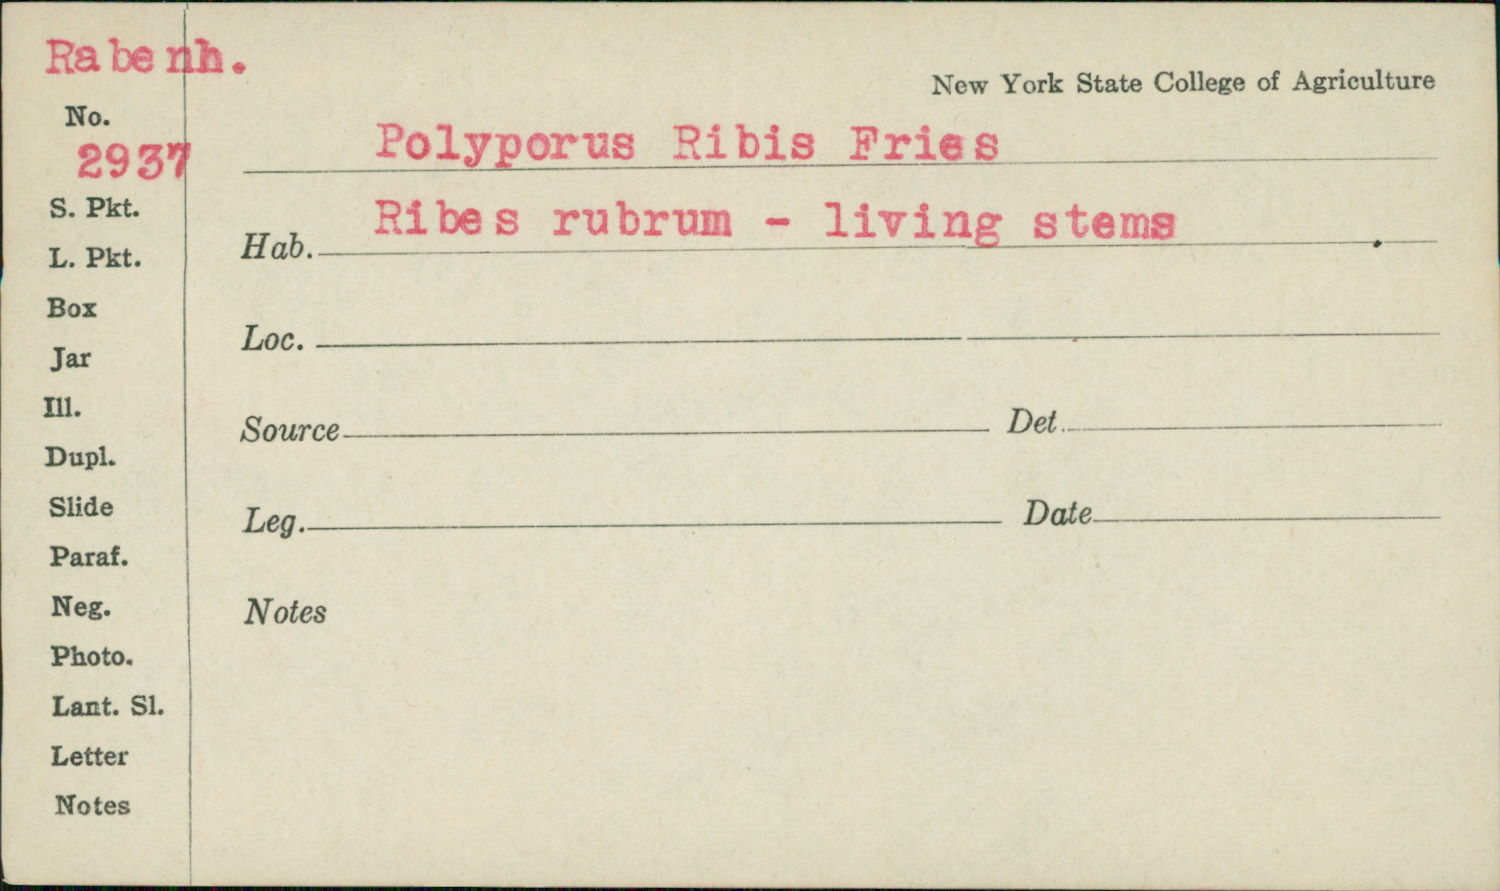 Rabenh.
New York State College of Agriculture
No.
2937
Polyporus Ribis Fries
Hab. Ribes rubrum - living stems
Loc.
Source Det.
Leg. Date
Notes
S. Pkt.
L. Pkt.
Box
Jar
Ill.
Dupl.
Slide
Paraf.
Neg.
Photo.
Lant. Sl.
Letter
Notes